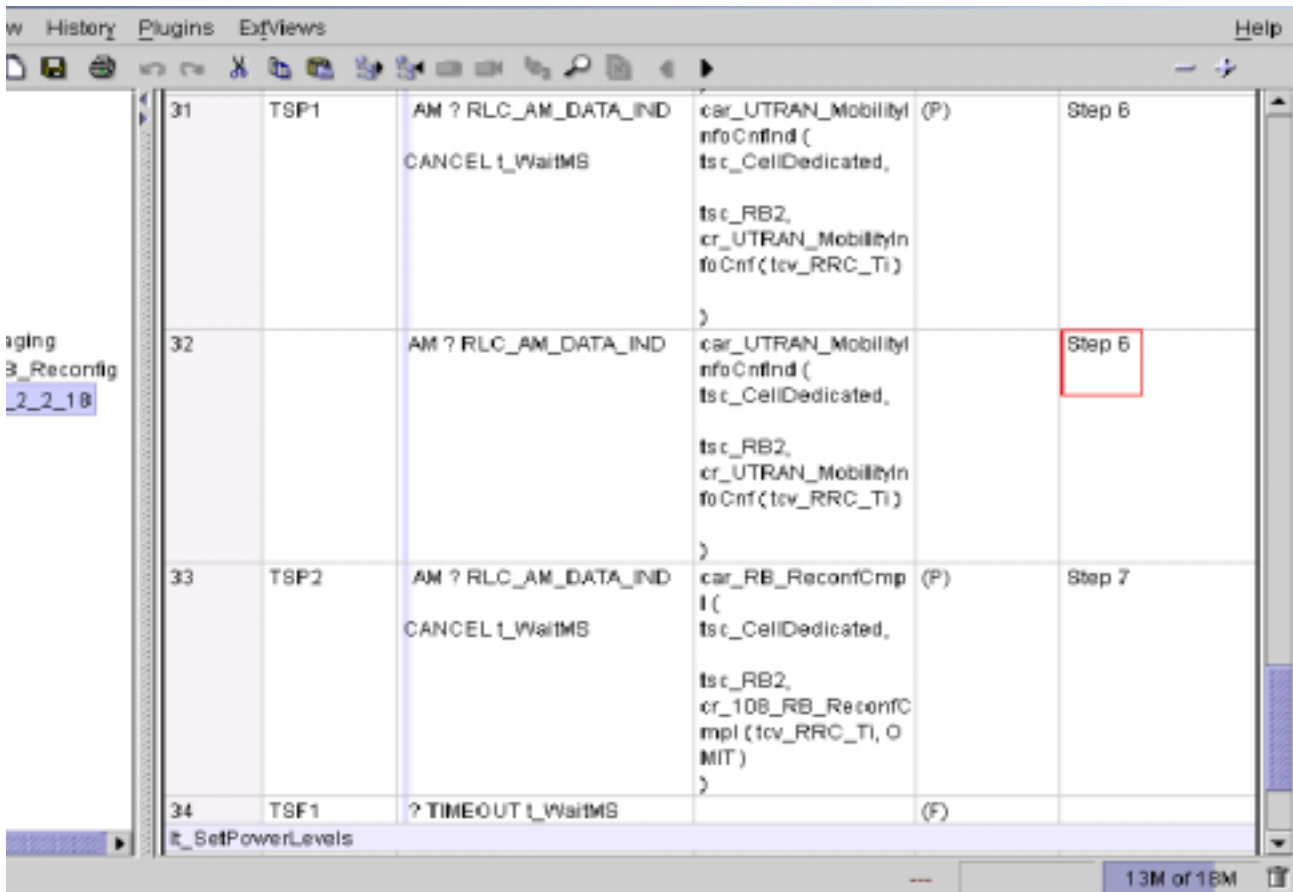 w History Plugins ExtViews Help
31 TSP1 AM ? RLC_AM_DATA_IND car_UTRAN_MobilityI (P) Step 6
nfoCnfInd (
CANCEL t_WaitMS tsc_CellDedicated,
tsc_RB2,
cr_UTRAN_MobilityIn
foCnf ( tcv_RRC_Ti )
)
aging 32 AM ? RLC_AM_DATA_IND car_UTRAN_MobilityI Step 6
B_Reconfig nfoCnfInd (
_2_2_18 tsc_CellDedicated,
tsc_RB2,
cr_UTRAN_MobilityIn
foCnf ( tcv_RRC_Ti )
)
33 TSP2 AM ? RLC_AM_DATA_IND car_RB_ReconfCmp (P) Step 7
l (
CANCEL t_WaitMS tsc_CellDedicated,
tsc_RB2,
cr_108_RB_ReconfC
mpl ( tcv_RRC_Ti, O
MIT )
)
34 TSF1 ? TIMEOUT t_WaitMS (F)
lt_SetPowerLevels
--- 13M of 18M